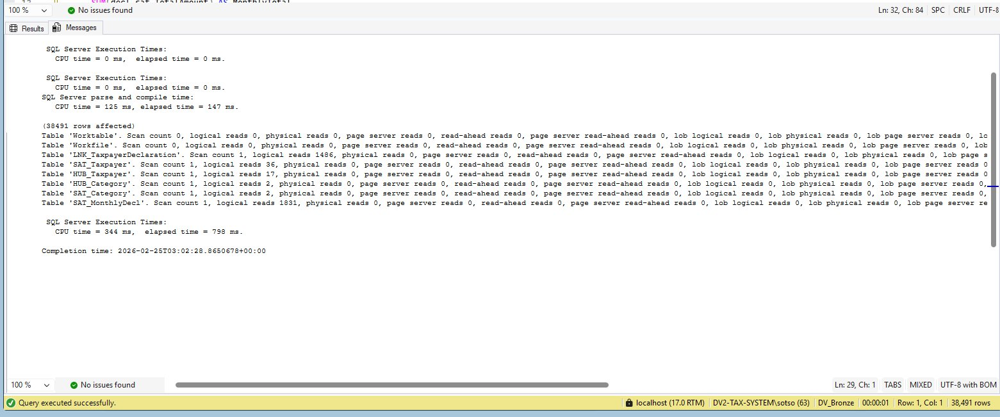 100 %
No issues found
Ln: 32, Ch: 84 SPC CRLF UTF-8
Results Messages
SQL Server Execution Times:
CPU time = 0 ms, elapsed time = 0 ms.
SQL Server Execution Times:
CPU time = 0 ms, elapsed time = 0 ms.
SQL Server parse and compile time:
CPU time = 125 ms, elapsed time = 147 ms.
(38491 rows affected)
Table 'Worktable'. Scan count 0, logical reads 0, physical reads 0, page server reads 0, read-ahead reads 0, page server read-ahead reads 0, lob logical reads 0, lob physical reads 0, lob page server reads 0, lo
Table 'Workfile'. Scan count 0, logical reads 0, physical reads 0, page server reads 0, read-ahead reads 0, page server read-ahead reads 0, lob logical reads 0, lob physical reads 0, lob page server reads 0, lob
Table 'LNK_TaxpayerDeclaration'. Scan count 1, logical reads 1486, physical reads 0, page server reads 0, read-ahead reads 0, page server read-ahead reads 0, lob logical reads 0, lob physical reads 0, lob page s
Table 'SAT_Taxpayer'. Scan count 1, logical reads 36, physical reads 0, page server reads 0, read-ahead reads 0, page server read-ahead reads 0, lob logical reads 0, lob physical reads 0, lob page server reads 0
Table 'HUB_Taxpayer'. Scan count 1, logical reads 17, physical reads 0, page server reads 0, read-ahead reads 0, page server read-ahead reads 0, lob logical reads 0, lob physical reads 0, lob page server reads 0
Table 'HUB_Category'. Scan count 1, logical reads 2, physical reads 0, page server reads 0, read-ahead reads 0, page server read-ahead reads 0, lob logical reads 0, lob physical reads 0, lob page server reads 0,
Table 'SAT_Category'. Scan count 1, logical reads 2, physical reads 0, page server reads 0, read-ahead reads 0, page server read-ahead reads 0, lob logical reads 0, lob physical reads 0, lob page server reads 0,
Table 'SAT_MonthlyDecl'. Scan count 1, logical reads 1831, physical reads 0, page server reads 0, read-ahead reads 0, page server read-ahead reads 0, lob logical reads 0, lob physical reads 0, lob page server re
SQL Server Execution Times:
CPU time = 344 ms, elapsed time = 798 ms.
Completion time: 2026-02-25T03:02:28.8650678+00:00
100 %
No issues found
Ln: 29, Ch: 1 TABS MIXED UTF-8 with BOM
Query executed successfully.
localhost (17.0 RTM) DV2-TAX-SYSTEM\sotso (63) DV_Bronze 00:00:01 Row: 1, Col: 1 38,491 rows